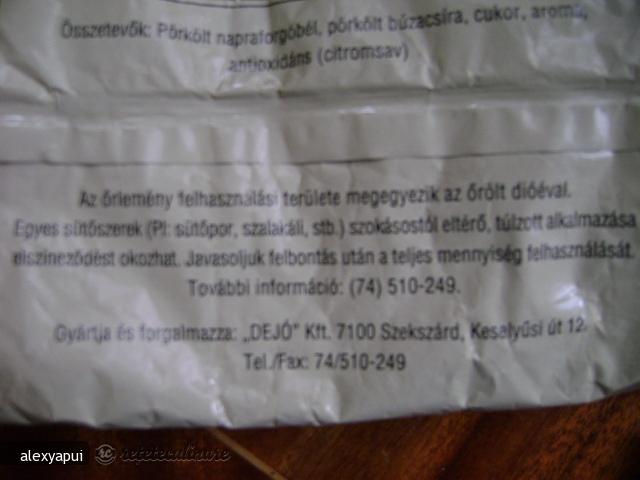 Összetevők: Pörkölt napraforgóbél, pörkölt búzacsíra, cukor, aroma,
antioxidáns (citromsav)
Az őrlemény felhasználási területe megegyezik az őrölt dióéval.
Egyes sütőszerek (Pl: sütőpor, szalakáli, stb.) szokásostól eltérő, túlzott alkalmazása
elszíneződést okozhat. Javasoljuk felbontás után a teljes mennyiség felhasználását.
További információ: (74) 510-249.
Gyártja és forgalmazza: „DEJÓ" Kft. 7100 Szekszárd, Keselyűsi út 12.
Tel./Fax: 74/510-249
alexyapui rc reteteculinare